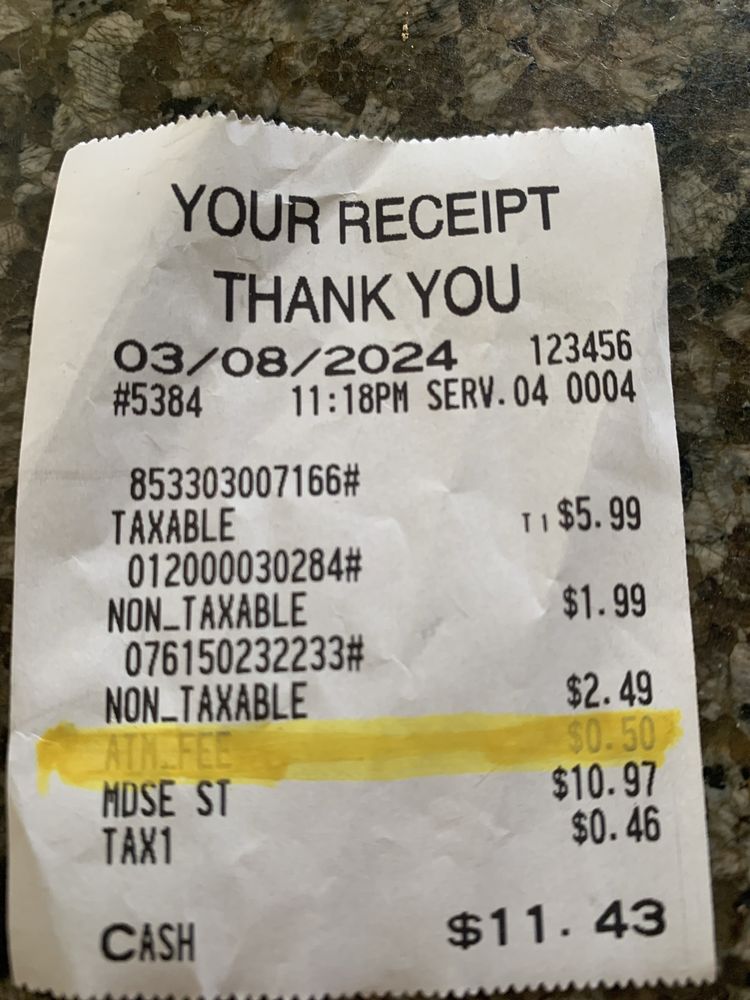 YOUR RECEIPT
THANK YOU
03/08/2024 123456
#5384 11:18PM SERV.04 0004
853303007166#
TAXABLE T1 $5.99
012000030284#
NON_TAXABLE $1.99
076150232233#
NON_TAXABLE $2.49
ATM_FEE $0.50
MDSE ST $10.97
TAX1 $0.46
CASH $11.43